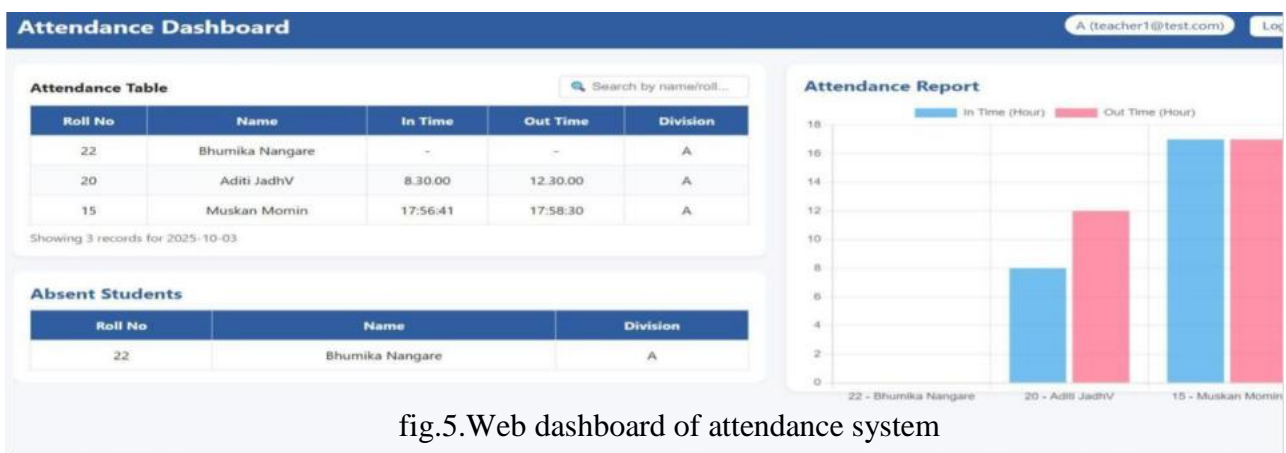 Attendance Dashboard
A (teacher1@test.com)
Attendance Table
Search by name/roll...
Roll No Name In Time Out Time Division
22 Bhumika Nangare - - A
20 Aditi JadhV 8.30.00 12.30.00 A
15 Muskan Momin 17:56:41 17:58:30 A
Showing 3 records for 2025-10-03
Absent Students
Roll No Name Division
22 Bhumika Nangare A
Attendance Report
In Time (Hour) Out Time (Hour)
18
16
14
12
10
8
6
4
2
0
22 - Bhumika Nangare 20 - Aditi JadhV 15 - Muskan Momin
fig.5.Web dashboard of attendance system